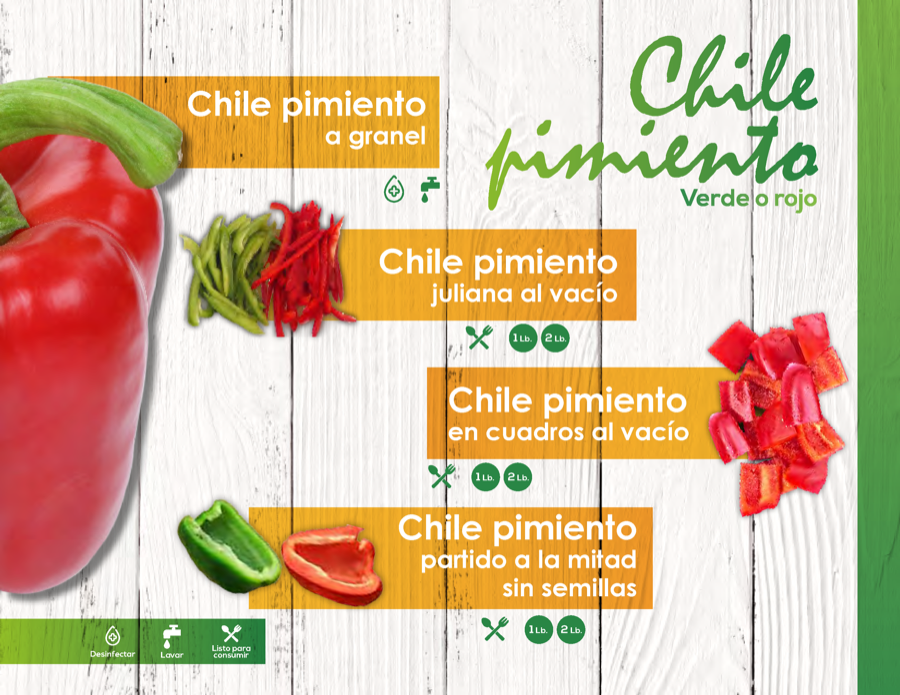 Chile
pimiento
Verde o rojo
Chile pimiento
a granel
Chile pimiento
juliana al vacío
1 Lb. 2 Lb.
Chile pimiento
en cuadros al vacío
1 Lb. 2 Lb.
Chile pimiento
partido a la mitad
sin semillas
1 Lb. 2 Lb.
Desinfectar
Lavar
Listo para
consumir